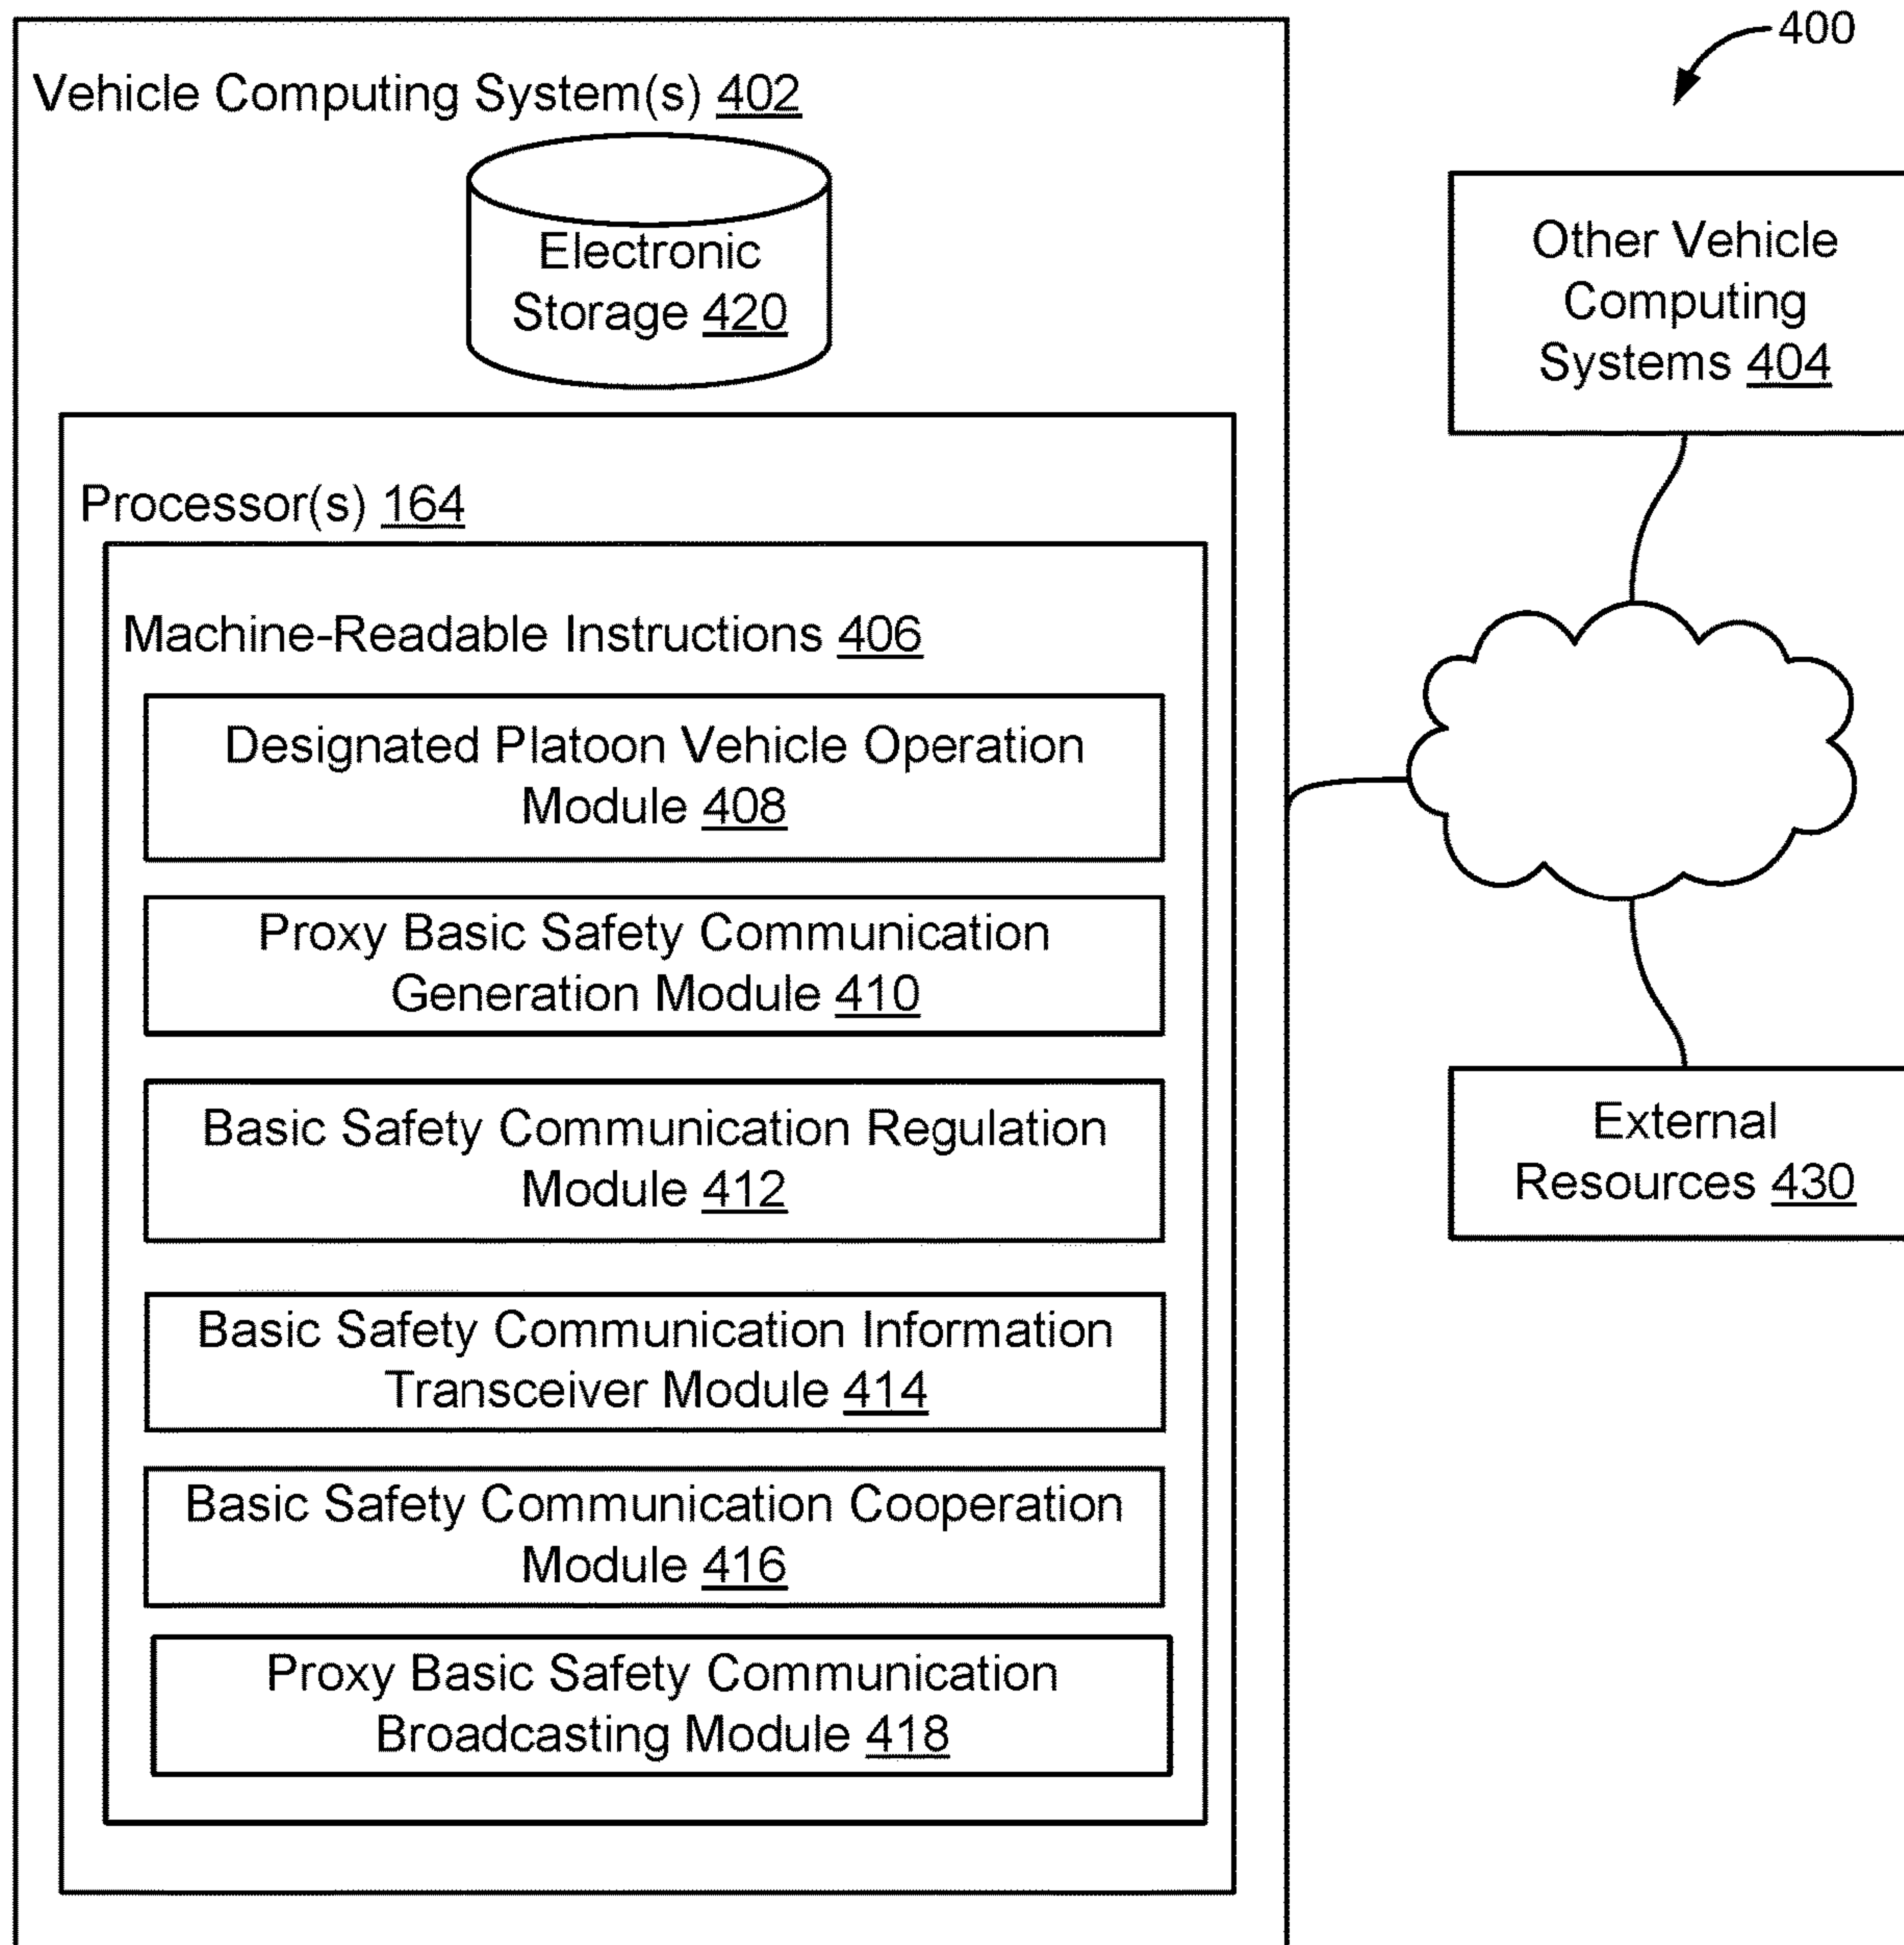 400
Vehicle Computing System(s) 402
Electronic
Storage 420
Other Vehicle
Computing
Systems 404
Processor(s) 164
Machine-Readable Instructions 406
Designated Platoon Vehicle Operation
Module 408
Proxy Basic Safety Communication
Generation Module 410
Basic Safety Communication Regulation
Module 412
External
Resources 430
Basic Safety Communication Information
Transceiver Module 414
Basic Safety Communication Cooperation
Module 416
Proxy Basic Safety Communication
Broadcasting Module 418